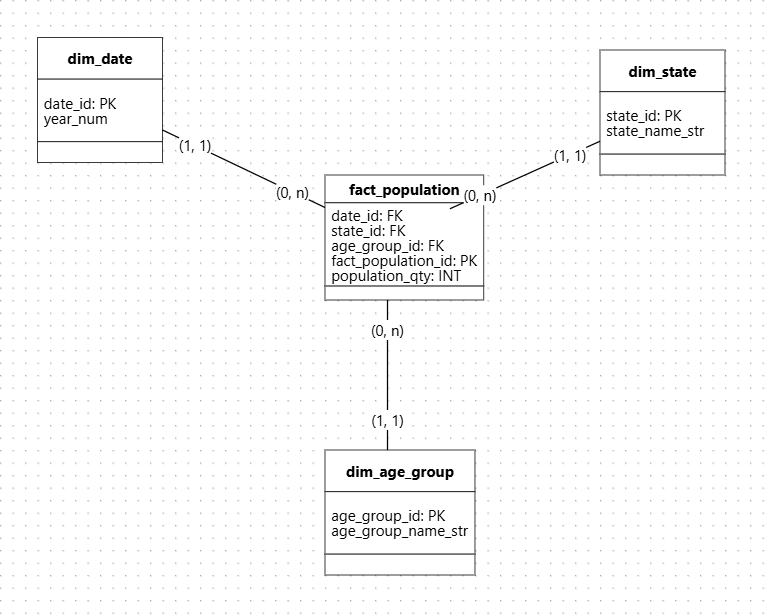 dim_date
date_id: PK
year_num
dim_state
state_id: PK
state_name_str
(1, 1)
(0, n)
(1, 1)
(0, n)
fact_population
date_id: FK
state_id: FK
age_group_id: FK
fact_population_id: PK
population_qty: INT
(0, n)
(1, 1)
dim_age_group
age_group_id: PK
age_group_name_str